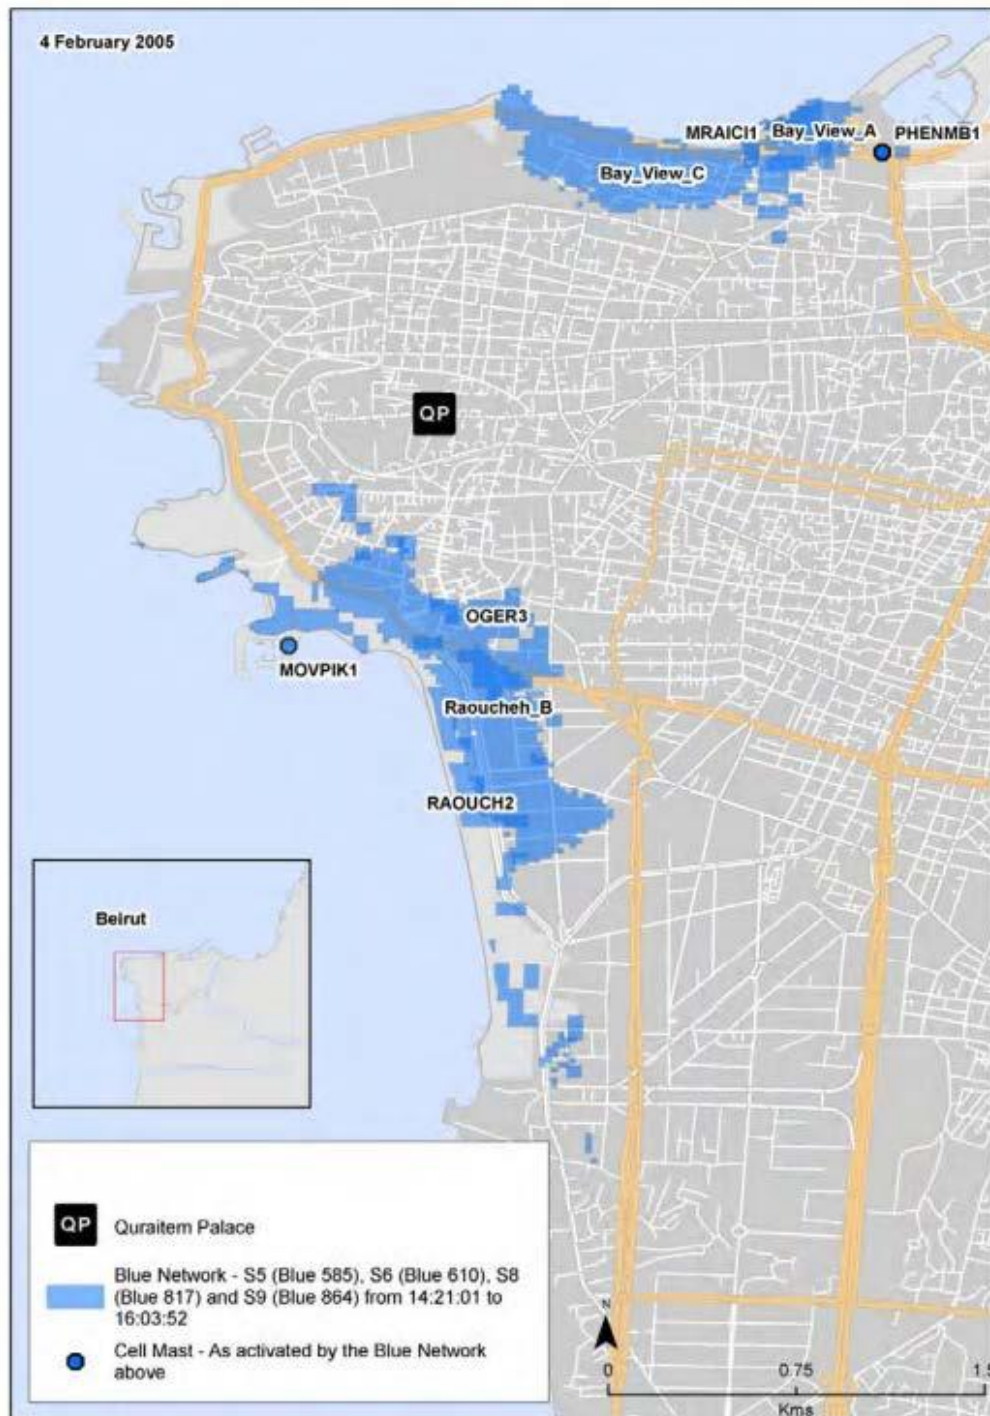 4 February 2005
MRAICI1
Bay_View_A
PHENMB1
Bay_View_C
QP
OGER3
MOVPIK1
Raoucheh_B
RAOUCH2
Beirut
QP
Quraitem Palace
Blue Network - S5 (Blue 585), S6 (Blue 610), S8
(Blue 817) and S9 (Blue 864) from 14:21:01 to
16:03:52
Cell Mast - As activated by the Blue Network
above
N
0 0.75 1.5
Kms